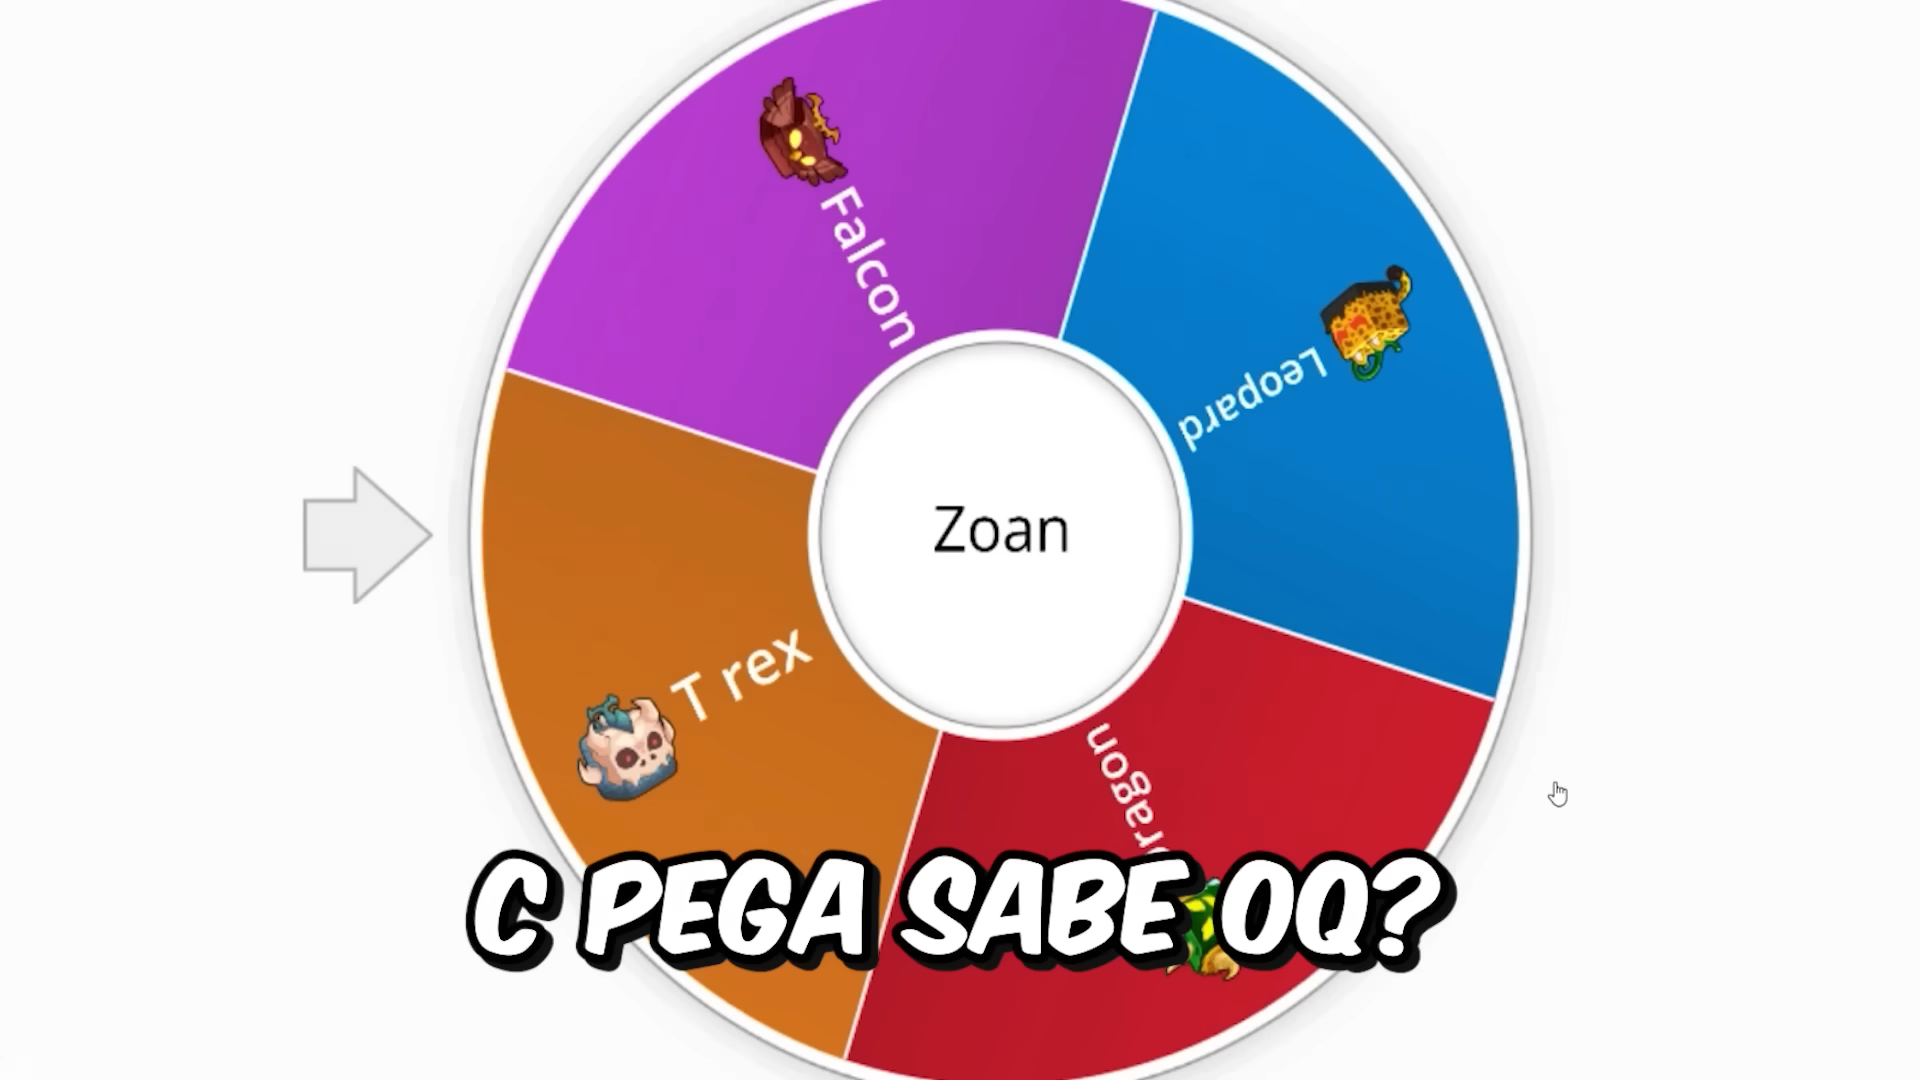 Falcon
Leopard
Zoan
T rex
C PEGA SABE OQ?